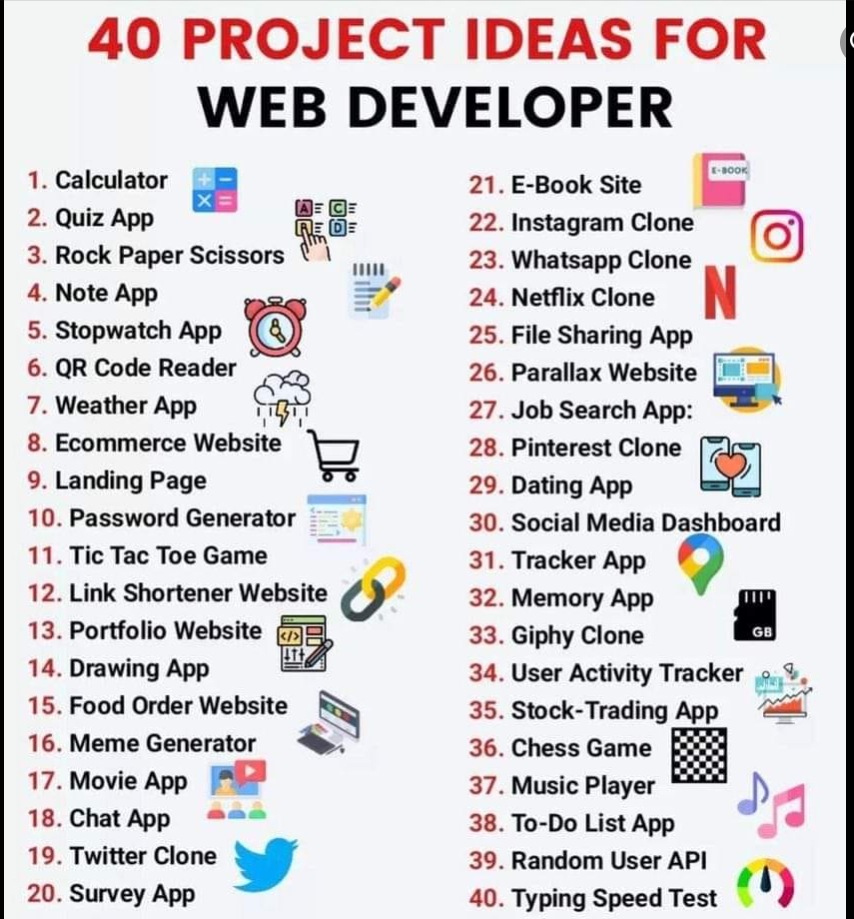 40 PROJECT IDEAS FOR
WEB DEVELOPER
1. Calculator
2. Quiz App
3. Rock Paper Scissors
4. Note App
5. Stopwatch App
6. QR Code Reader
7. Weather App
8. Ecommerce Website
9. Landing Page
10. Password Generator
11. Tic Tac Toe Game
12. Link Shortener Website
13. Portfolio Website
14. Drawing App
15. Food Order Website
16. Meme Generator
17. Movie App
18. Chat App
19. Twitter Clone
20. Survey App
E-BOOK
21. E-Book Site
22. Instagram Clone
23. Whatsapp Clone
24. Netflix Clone
N
25. File Sharing App
26. Parallax Website
27. Job Search App:
28. Pinterest Clone
29. Dating App
30. Social Media Dashboard
31. Tracker App
32. Memory App
GB
33. Giphy Clone
34. User Activity Tracker
35. Stock-Trading App
36. Chess Game
37. Music Player
38. To-Do List App
39. Random User API
40. Typing Speed Test